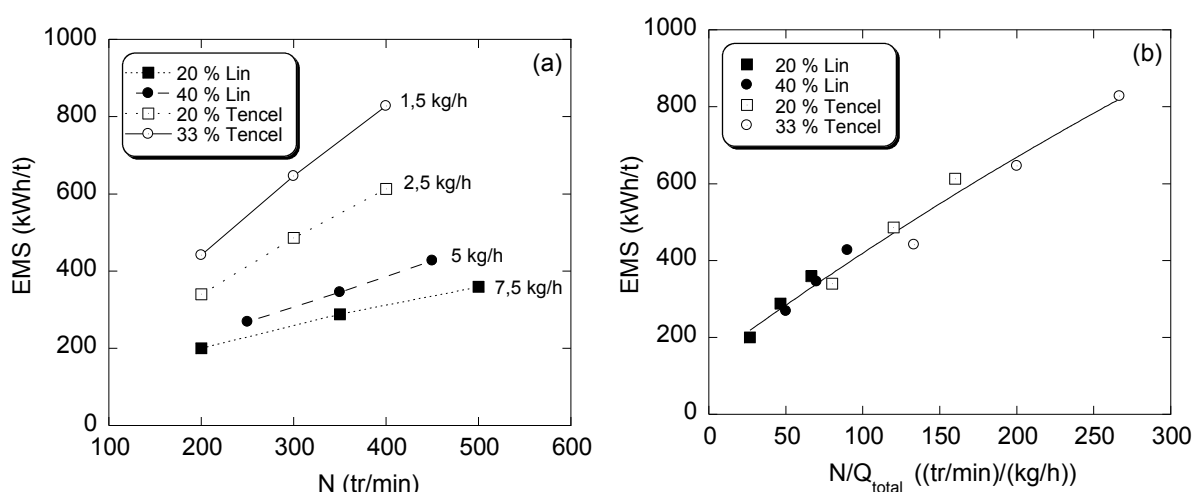 1000
800
600
400
200
0
EMS (kWh/t)
(a)
20 % Lin
40 % Lin
20 % Tencel
33 % Tencel
1,5 kg/h
2,5 kg/h
5 kg/h
7,5 kg/h
100 200 300 400 500 600
N (tr/min)
1000
800
600
400
200
0
EMS (kWh/t)
(b)
20 % Lin
40 % Lin
20 % Tencel
33 % Tencel
0 50 100 150 200 250 300
N/Qtotal ((tr/min)/(kg/h))